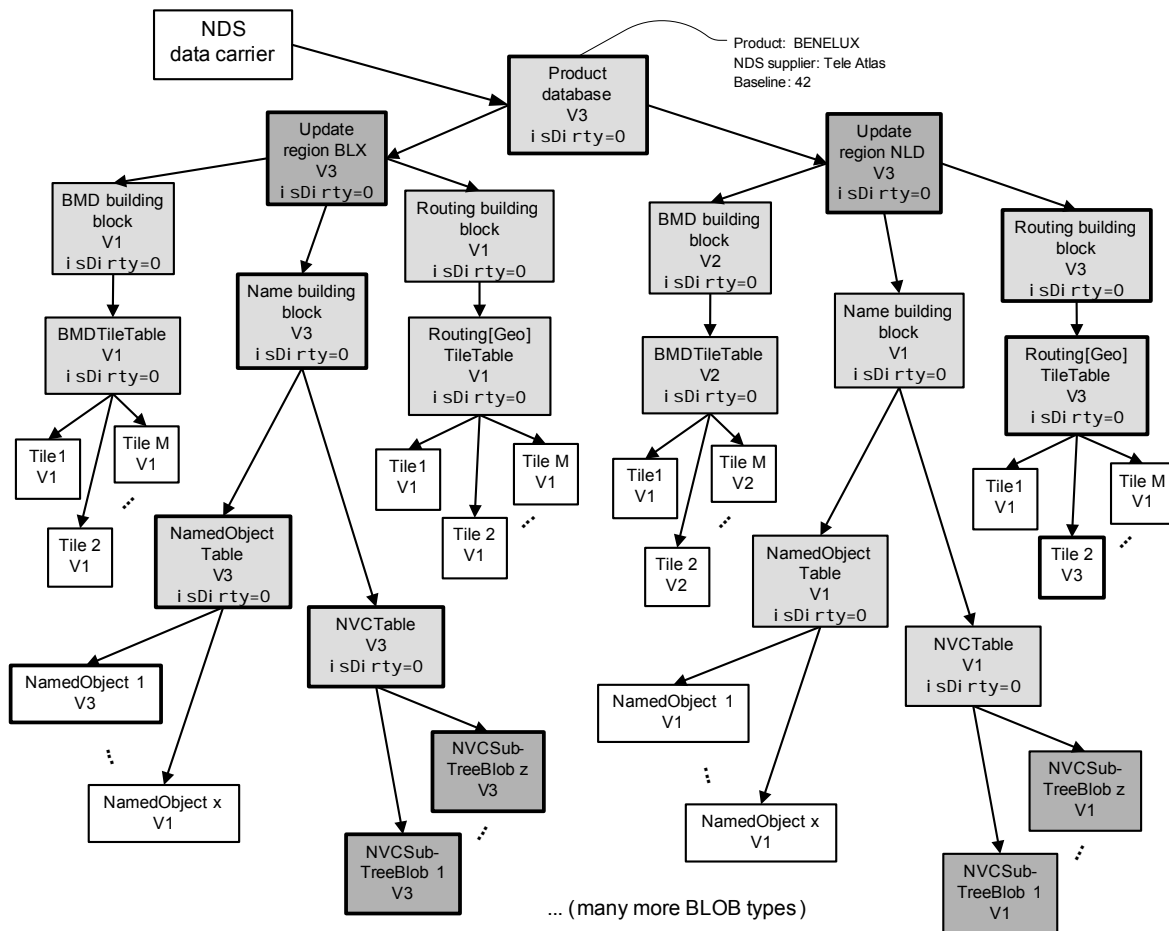 NDS
data carrier
Product: BENELUX
NDS supplier: Tele Atlas
Baseline: 42
Product
database
V3
isDirty=0
Update
region BLX
V3
isDirty=0
Update
region NLD
V3
isDirty=0
BMD building
block
V1
isDirty=0
Routing building
block
V1
isDirty=0
BMD building
block
V2
isDirty=0
Routing building
block
V3
isDirty=0
Name building
block
V3
isDirty=0
Name building
block
V1
isDirty=0
BMDTileTable
V1
isDirty=0
Routing[Geo]
TileTable
V1
isDirty=0
BMDTileTable
V2
isDirty=0
Routing[Geo]
TileTable
V3
isDirty=0
Tile1
V1
Tile M
V1
...
Tile 2
V1
Tile1
V1
Tile M
V1
...
Tile 2
V1
Tile1
V1
Tile M
V2
...
Tile 2
V2
Tile1
V1
Tile M
V1
...
Tile 2
V3
NamedObject
Table
V3
isDirty=0
NVCTable
V3
isDirty=0
NamedObject
Table
V1
isDirty=0
NVCTable
V1
isDirty=0
NamedObject 1
V3
...
NamedObject x
V1
NVCSub-
TreeBlob z
V3
...
NVCSub-
TreeBlob 1
V3
NamedObject 1
V1
...
NamedObject x
V1
NVCSub-
TreeBlob z
V1
...
NVCSub-
TreeBlob 1
V1
... (many more BLOB types)